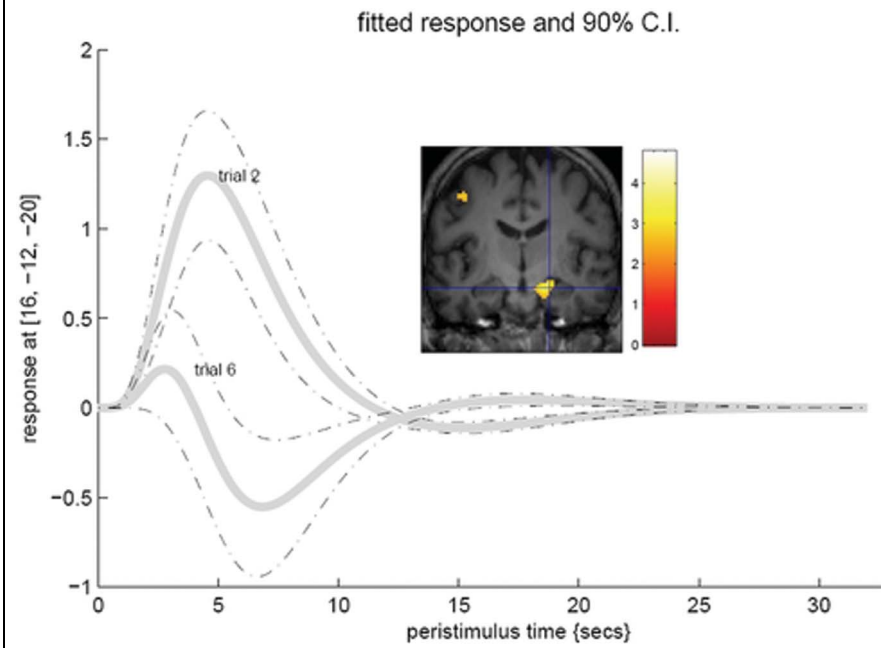 fitted response and 90% C.I.
2
1.5
1
0.5
0
−0.5
−1
response at [16, −12, −20]
trial 2
trial 6
4
3
2
1
0
0 5 10 15 20 25 30
peristimulus time {secs}